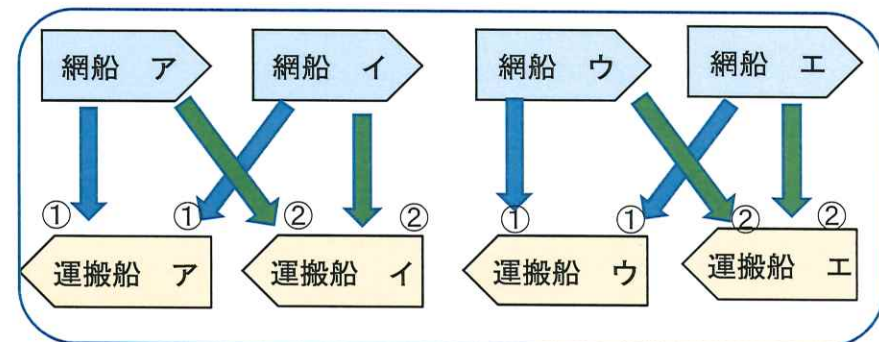 網船 ア
網船 イ
網船 ウ
網船 エ
① ① ② ② ① ① ② ②
運搬船 ア
運搬船 イ
運搬船 ウ
運搬船 エ